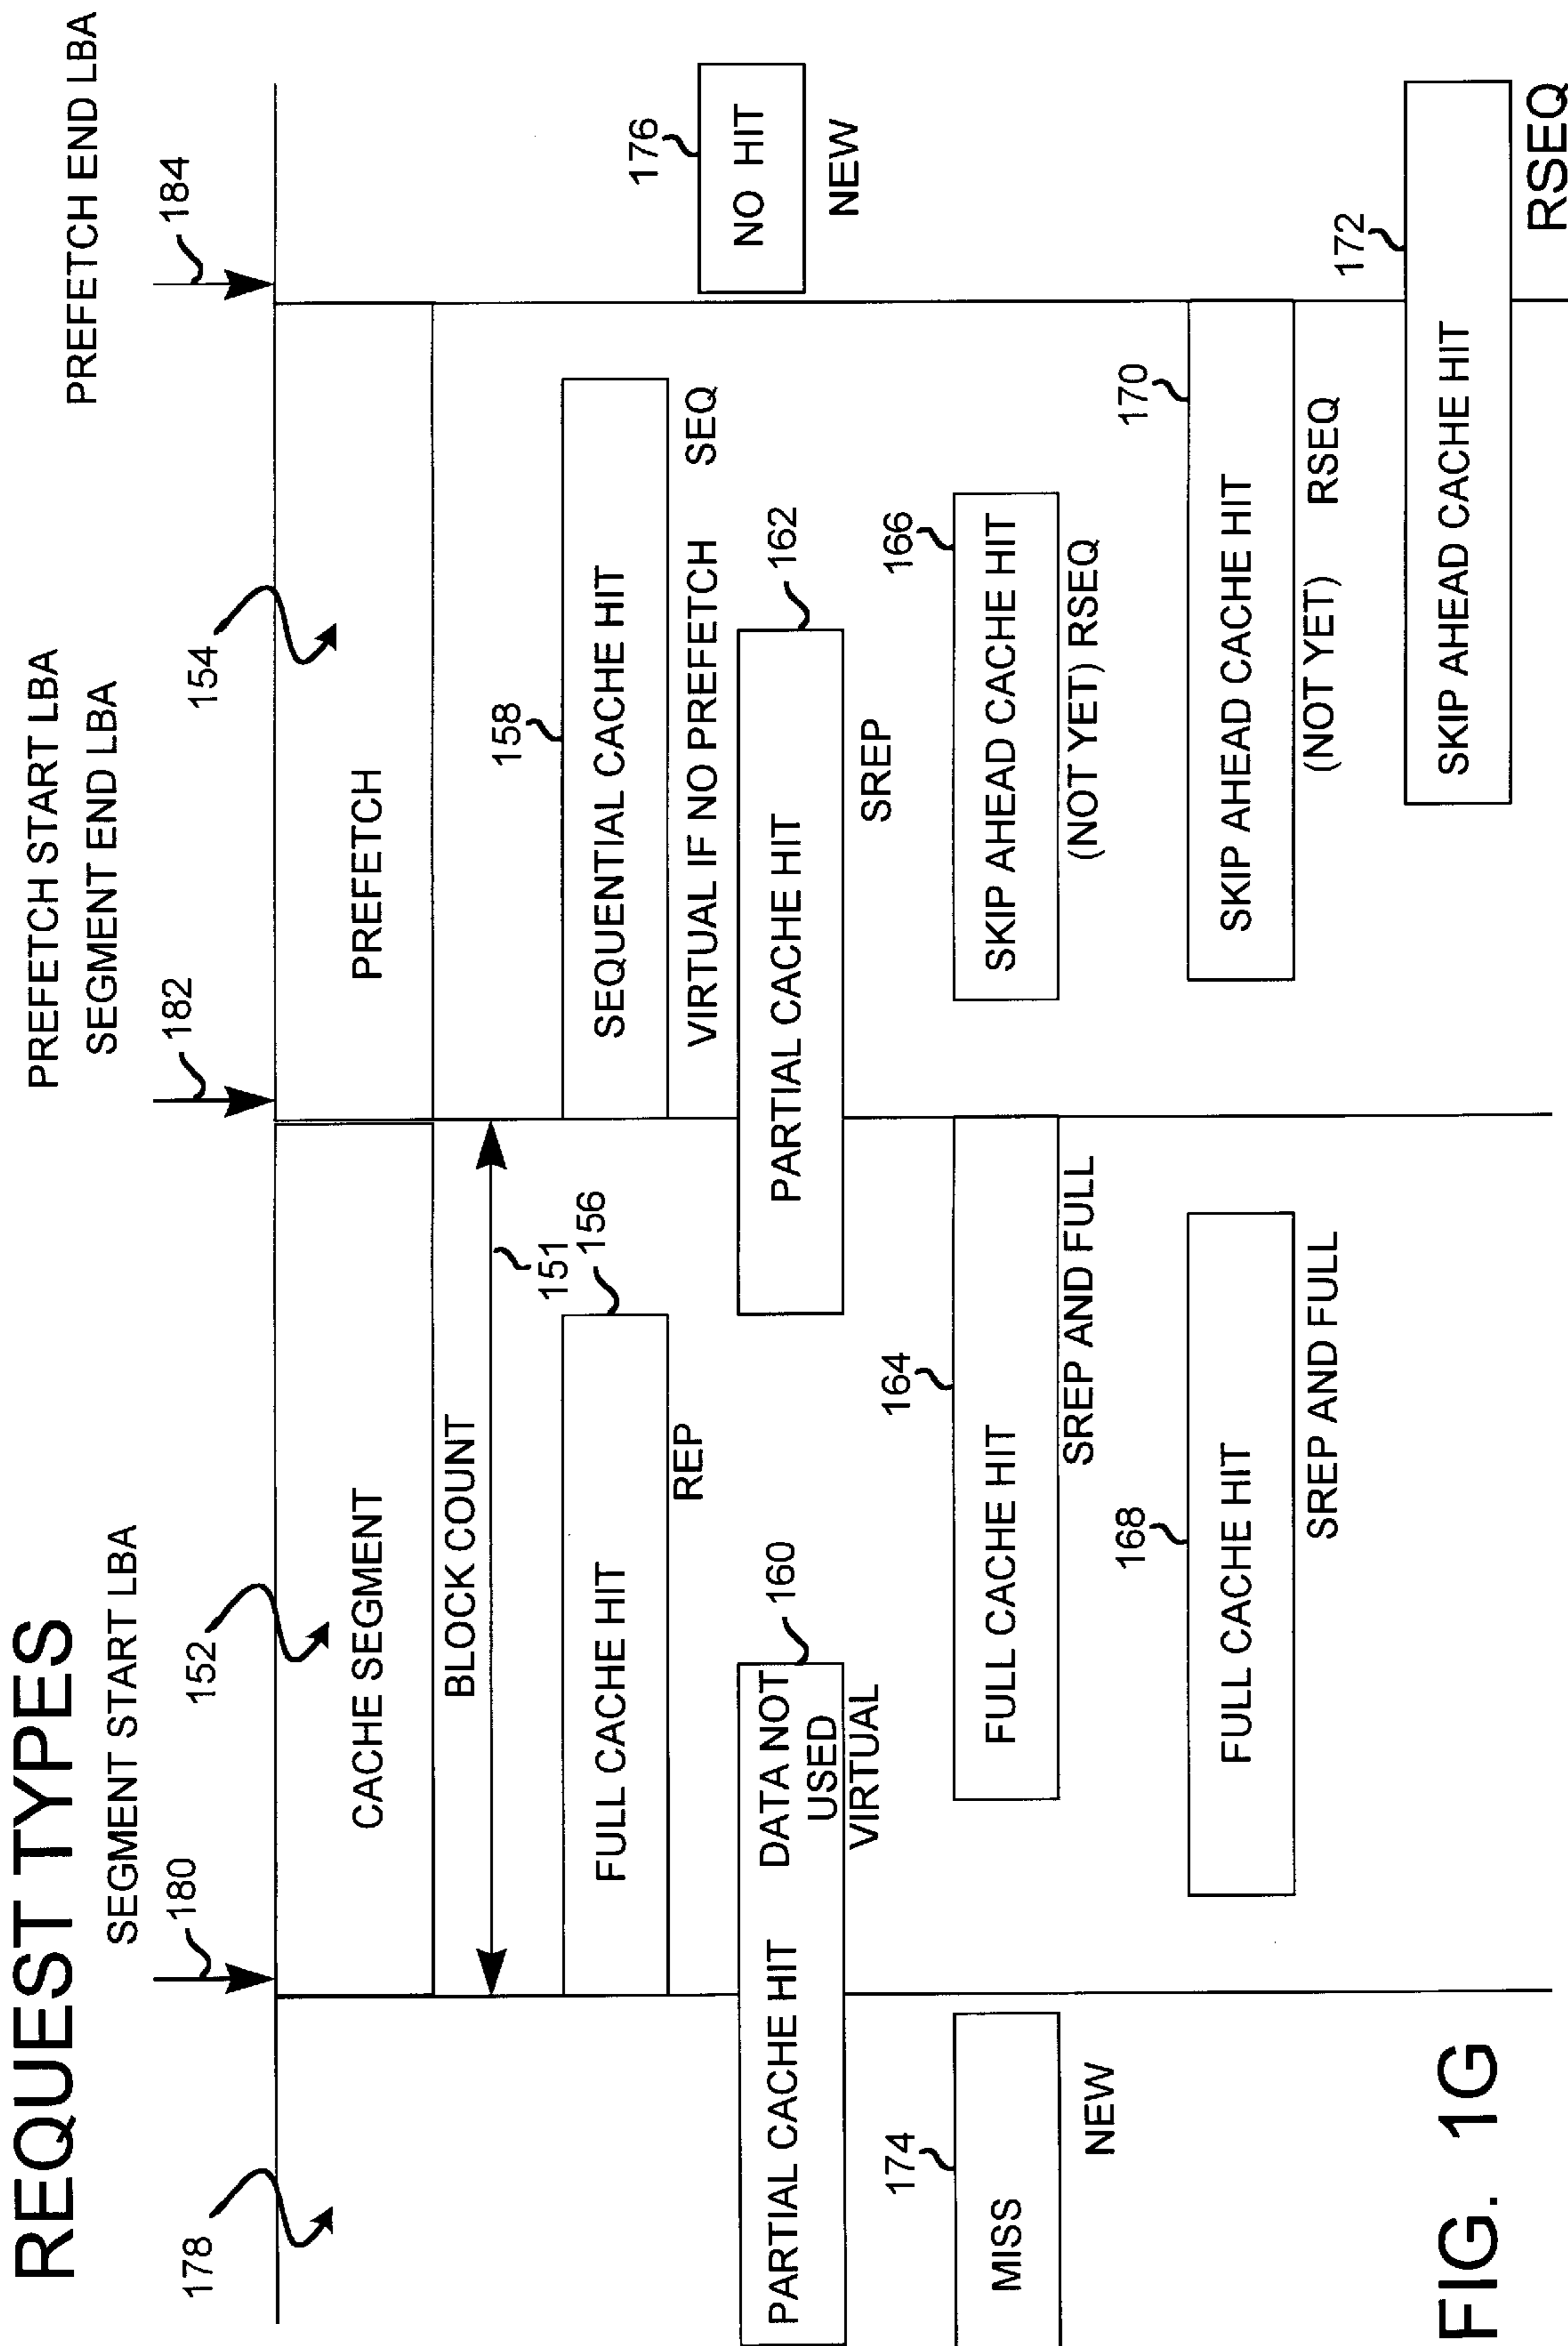 REQUEST TYPES
PREFETCH START LBA
SEGMENT START LBA
SEGMENT END LBA
PREFETCH END LBA
178
180
152
182
154
184
CACHE SEGMENT
PREFETCH
BLOCK COUNT
151
156
158
FULL CACHE HIT
SEQUENTIAL CACHE HIT
REP
VIRTUAL IF NO PREFETCH
SEQ
176
NO HIT
NEW
160
162
PARTIAL CACHE HIT
DATA NOT
USED
VIRTUAL
PARTIAL CACHE HIT
SREP
174
164
166
MISS
FULL CACHE HIT
SKIP AHEAD CACHE HIT
NEW
SREP AND FULL
(NOT YET) RSEQ
168
170
FULL CACHE HIT
SKIP AHEAD CACHE HIT
SREP AND FULL
(NOT YET)
RSEQ
172
SKIP AHEAD CACHE HIT
RSEQ
FIG. 1G